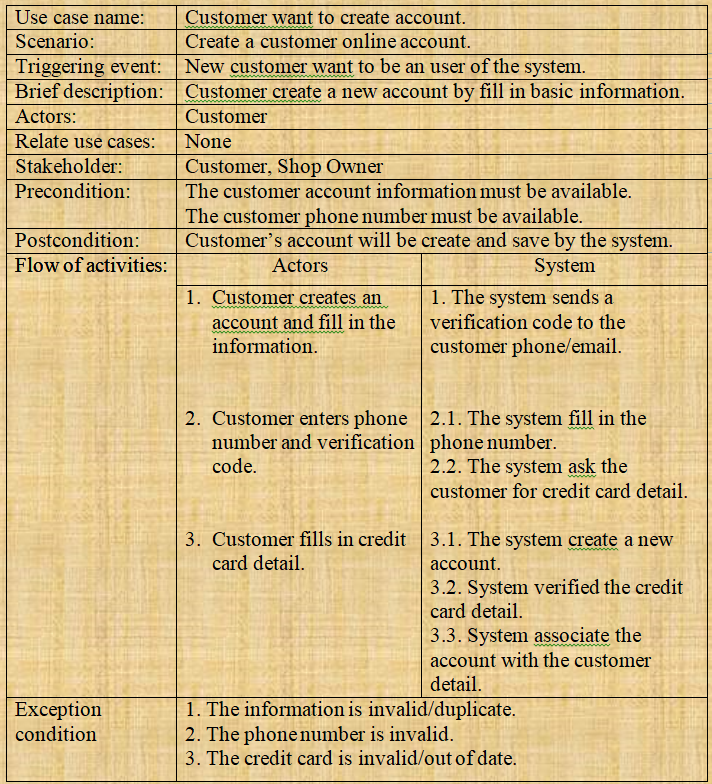 Use case name: Customer want to create account.
Scenario: Create a customer online account.
Triggering event: New customer want to be an user of the system.
Brief description: Customer create a new account by fill in basic information.
Actors: Customer
Relate use cases: None
Stakeholder: Customer, Shop Owner
Precondition: The customer account information must be available.
The customer phone number must be available.
Postcondition: Customer’s account will be create and save by the system.
Flow of activities: Actors System
1. Customer creates an
account and fill in the
information.
1. The system sends a
verification code to the
customer phone/email.
2. Customer enters phone
number and verification
code.
2.1. The system fill in the
phone number.
2.2. The system ask the
customer for credit card detail.
3. Customer fills in credit
card detail.
3.1. The system create a new
account.
3.2. System verified the credit
card detail.
3.3. System associate the
account with the customer
detail.
Exception
condition
1. The information is invalid/duplicate.
2. The phone number is invalid.
3. The credit card is invalid/out of date.